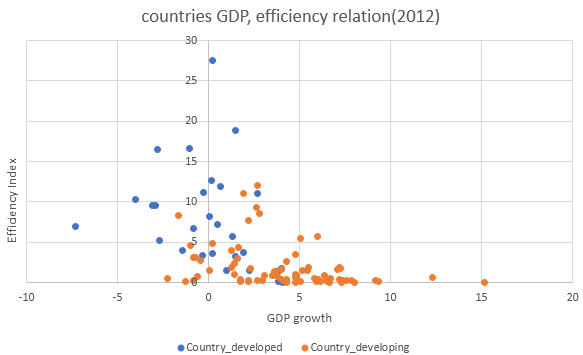 countries GDP, efficiency relation(2012)
30
25
20
15
10
5
0
-10 -5 0 5 10 15 20
Efficiency Index
GDP growth
Country_developed Country_developing